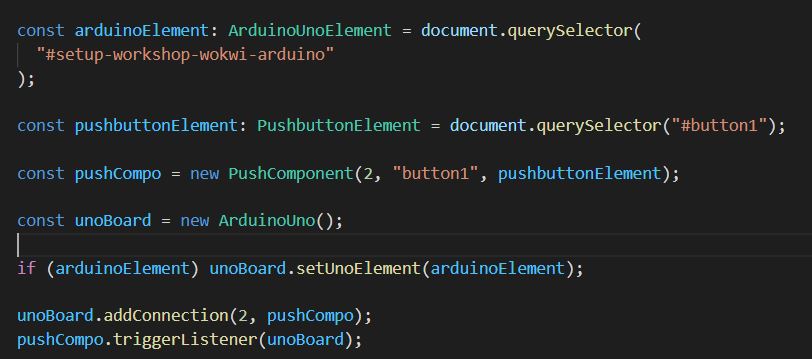 const arduinoElement: ArduinoUnoElement = document.querySelector(
"#setup-workshop-wokwi-arduino"
);
const pushbuttonElement: PushbuttonElement = document.querySelector("#button1");
const pushCompo = new PushComponent(2, "button1", pushbuttonElement);
const unoBoard = new ArduinoUno();
if (arduinoElement) unoBoard.setUnoElement(arduinoElement);
unoBoard.addConnection(2, pushCompo);
pushCompo.triggerListener(unoBoard);